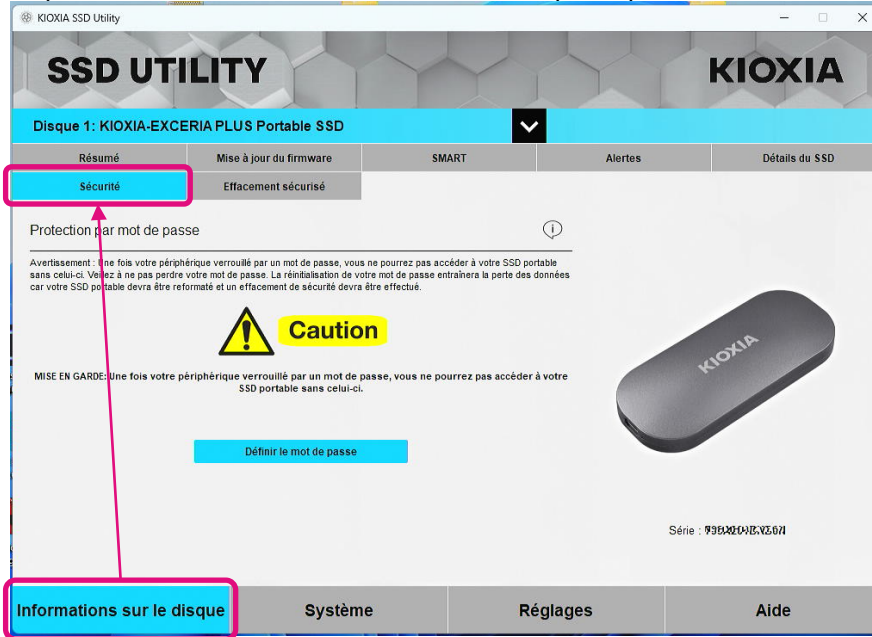 KIOXIA SSD Utility
SSD UTILITY
KIOXIA
Disque 1: KIOXIA-EXCERIA PLUS Portable SSD
Résumé
Mise à jour du firmware
SMART
Alertes
Détails du SSD
Sécurité
Effacement sécurisé
Protection par mot de passe
Avertissement : Une fois votre périphérique verrouillé par un mot de passe, vous ne pourrez pas accéder à votre SSD portable
sans celui-ci. Veillez à ne pas perdre votre mot de passe. La réinitialisation de votre mot de passe entraînera la perte des données
car votre SSD portable devra être reformaté et un effacement de sécurité devra être effectué.
Caution
MISE EN GARDE: Une fois votre périphérique verrouillé par un mot de passe, vous ne pourrez pas accéder à votre
SSD portable sans celui-ci.
Définir le mot de passe
KIOXIA
Série :
Informations sur le disque
Système
Réglages
Aide